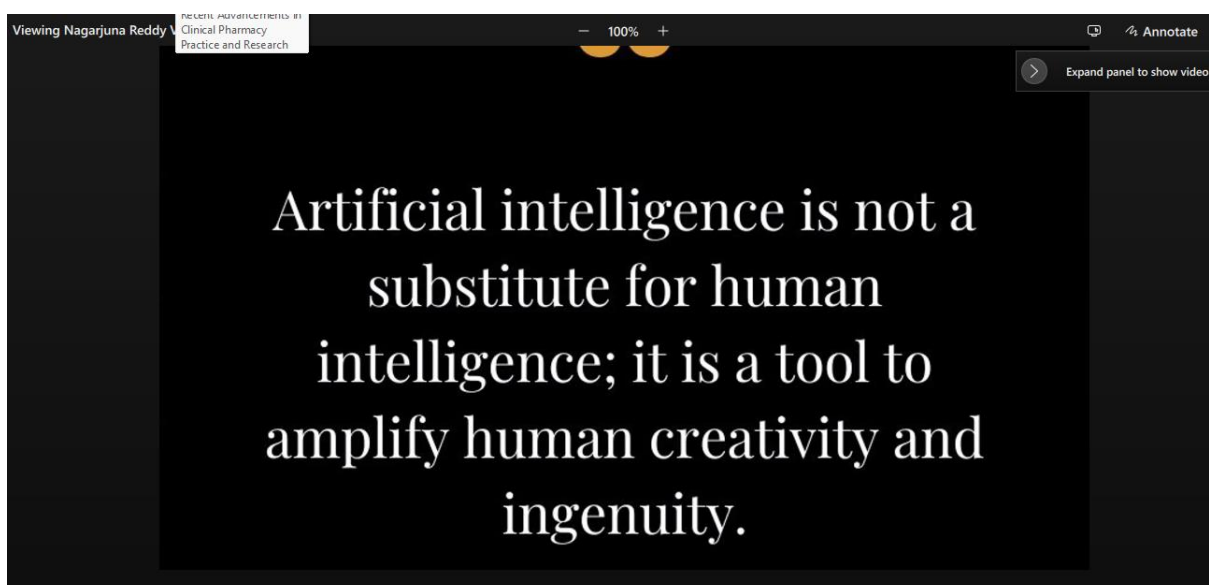 Viewing Nagarjuna Reddy V
Recent Advancements in
Clinical Pharmacy
Practice and Research
— 100% +
Annotate
Expand panel to show video
Artificial intelligence is not a
substitute for human
intelligence; it is a tool to
amplify human creativity and
ingenuity.